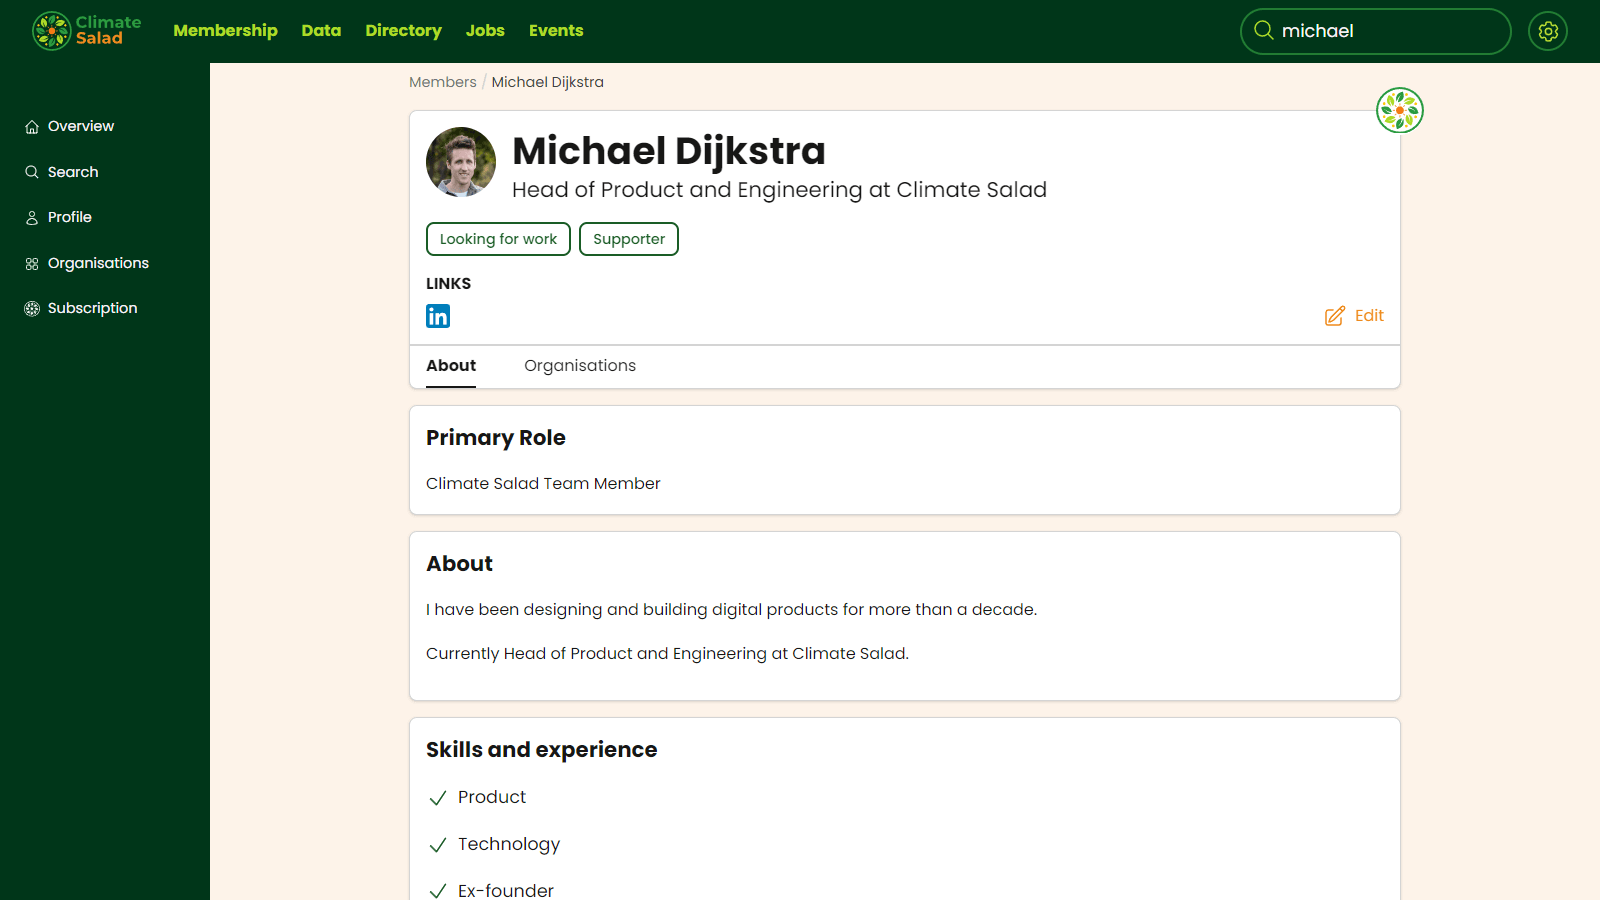 Climate
Salad
Membership
Data
Directory
Jobs
Events
michael
Overview
Search
Profile
Organisations
Subscription
Members / Michael Dijkstra
Michael Dijkstra
Head of Product and Engineering at Climate Salad
Looking for work
Supporter
LINKS
in
Edit
About
Organisations
Primary Role
Climate Salad Team Member
About
I have been designing and building digital products for more than a decade.
Currently Head of Product and Engineering at Climate Salad.
Skills and experience
Product
Technology
Ex-founder